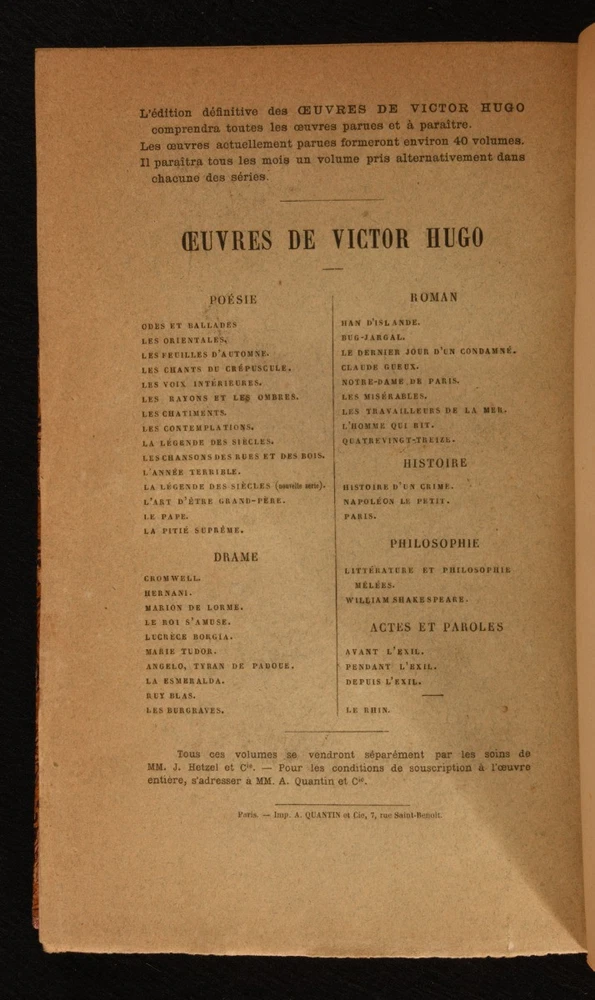 L'édition définitive des ŒUVRES DE VICTOR HUGO
comprendra toutes les œuvres parues et à paraître.
Les œuvres actuellement parues formeront environ 40 volumes.
Il paraîtra tous les mois un volume pris alternativement dans
chacune des séries.
ŒUVRES DE VICTOR HUGO
POÉSIE
ODES ET BALLADES
LES ORIENTALES.
LES FEUILLES D'AUTOMNE.
LES CHANTS DU CRÉPUSCULE.
LES VOIX INTÉRIEURES.
LES RAYONS ET LES OMBRES.
LES CHATIMENTS.
LES CONTEMPLATIONS.
LA LÉGENDE DES SIÈCLES.
LES CHANSONS DES RUES ET DES BOIS.
L'ANNÉE TERRIBLE.
LA LÉGENDE DES SIÈCLES (nouvelle série).
L'ART D'ÊTRE GRAND-PÈRE.
LE PAPE.
LA PITIÉ SUPRÊME.
DRAME
CROMWELL.
HERNANI.
MARION DE LORME.
LE ROI S'AMUSE.
LUCRÈCE BORGIA.
MARIE TUDOR.
ANGELO, TYRAN DE PADOUE.
LA ESMERALDA.
RUY BLAS.
LES BURGRAVES.
ROMAN
HAN D'ISLANDE.
BUG-JARGAL.
LE DERNIER JOUR D'UN CONDAMNÉ.
CLAUDE GUEUX.
NOTRE-DAME DE PARIS.
LES MISÉRABLES.
LES TRAVAILLEURS DE LA MER.
L'HOMME QUI RIT.
QUATREVINGT-TREIZE.
HISTOIRE
HISTOIRE D'UN CRIME.
NAPOLÉON LE PETIT.
PARIS.
PHILOSOPHIE
LITTÉRATURE ET PHILOSOPHIE
MÊLÉES.
WILLIAM SHAKESPEARE.
ACTES ET PAROLES
AVANT L'EXIL.
PENDANT L'EXIL.
DEPUIS L'EXIL.
LE RHIN.
Tous ces volumes se vendront séparément par les soins de
MM. J. Hetzel et Cie. — Pour les conditions de souscription à l'œuvre
entière, s'adresser à MM. A. Quantin et Cie.
Paris. — Imp. A. QUANTIN et Cie, 7, rue Saint-Benoît.